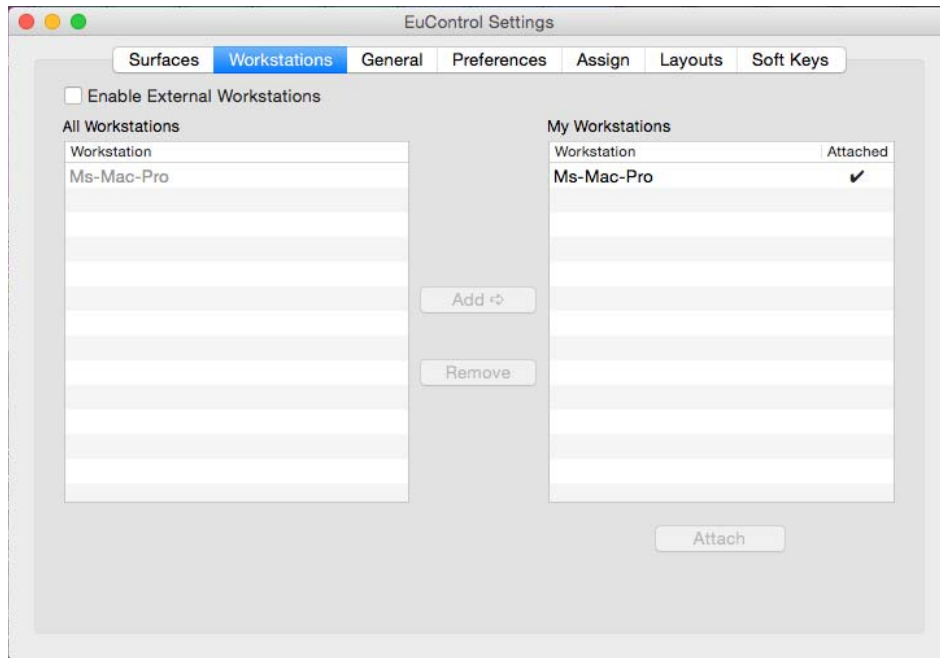 EuControl Settings
Surfaces Workstations General Preferences Assign Layouts Soft Keys
Enable External Workstations
All Workstations
Workstation
Ms-Mac-Pro
Add ➪
Remove
My Workstations
Workstation Attached
Ms-Mac-Pro ✔
Attach